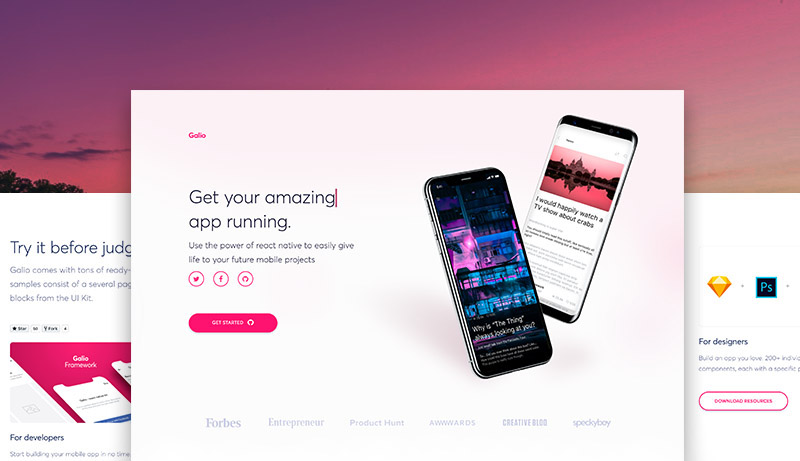 Galio
Get your amazing
app running.
Use the power of react native to easily give
life to your future mobile projects
GET STARTED
Why is "The Thing"
always looking at you?
I would happily watch a
TV show about crabs
Forbes
Entrepreneur
Product Hunt
AWWWARDS
CREATIVE BLOQ
speckyboy
Try it before judg
Galio comes with tons of ready-
samples consist of a several pag
blocks from the UI Kit.
Star 50 Fork 4
Galio
Framework
For developers
Start building your mobile app in no time.
Ps
For designers
Build an app you love, 200+ indivi
components, each with a specific p
DOWNLOAD RESOURCES